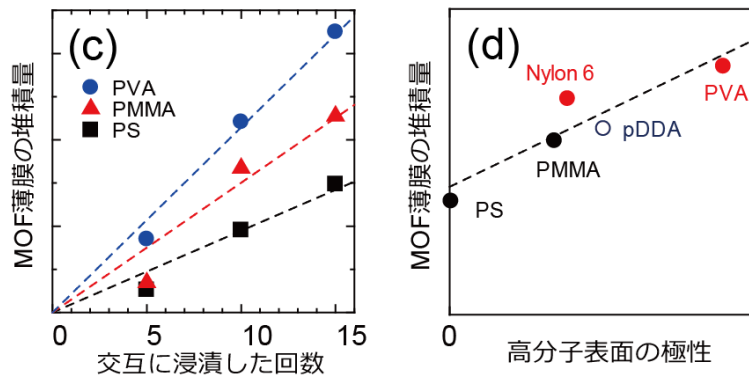 (c)
PVA
PMMA
PS
MOF薄膜の堆積量
0
5
10
15
交互に浸漬した回数
(d)
Nylon 6
PVA
pDDA
PMMA
PS
MOF薄膜の堆積量
0
高分子表面の極性